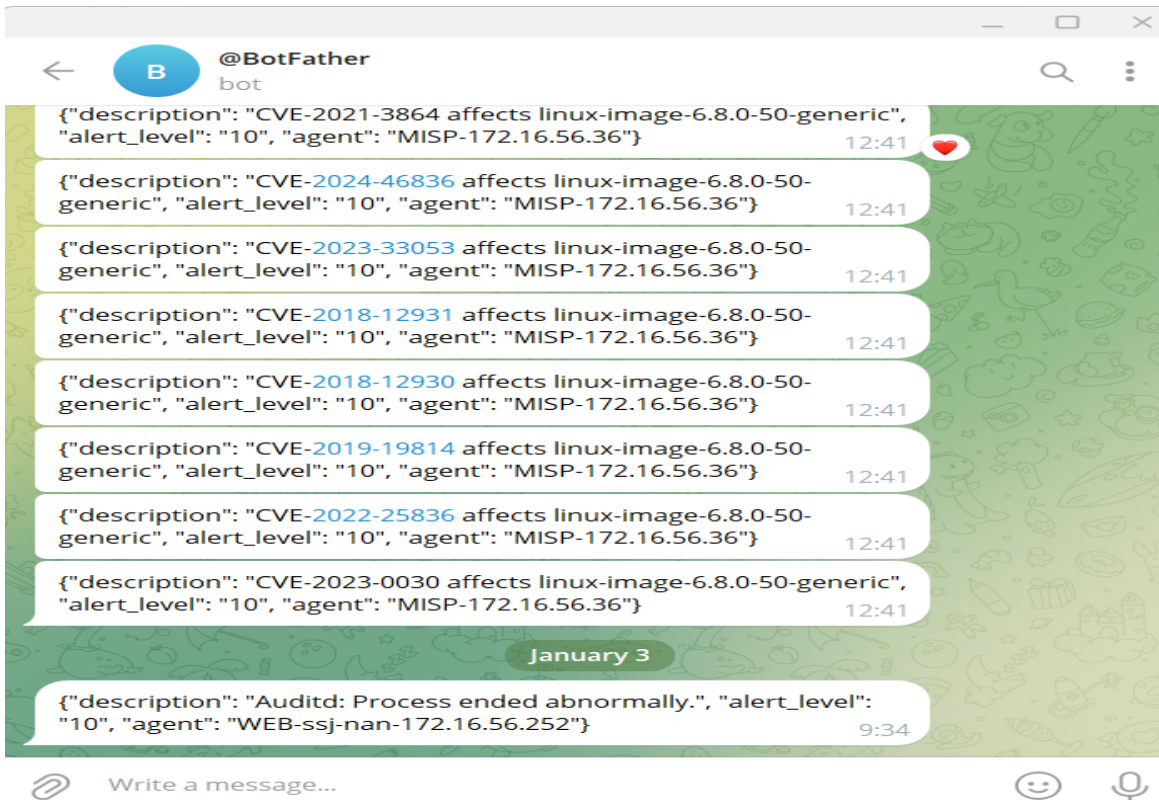 @BotFather
B
bot
{"description": "CVE-2021-3864 affects linux-image-6.8.0-50-generic",
"alert_level": "10", "agent": "MISP-172.16.56.36"}
12:41
{"description": "CVE-2024-46836 affects linux-image-6.8.0-50-
generic", "alert_level": "10", "agent": "MISP-172.16.56.36"}
12:41
{"description": "CVE-2023-33053 affects linux-image-6.8.0-50-
generic", "alert_level": "10", "agent": "MISP-172.16.56.36"}
12:41
{"description": "CVE-2018-12931 affects linux-image-6.8.0-50-
generic", "alert_level": "10", "agent": "MISP-172.16.56.36"}
12:41
{"description": "CVE-2018-12930 affects linux-image-6.8.0-50-
generic", "alert_level": "10", "agent": "MISP-172.16.56.36"}
12:41
{"description": "CVE-2019-19814 affects linux-image-6.8.0-50-
generic", "alert_level": "10", "agent": "MISP-172.16.56.36"}
12:41
{"description": "CVE-2022-25836 affects linux-image-6.8.0-50-
generic", "alert_level": "10", "agent": "MISP-172.16.56.36"}
12:41
{"description": "CVE-2023-0030 affects linux-image-6.8.0-50-generic",
"alert_level": "10", "agent": "MISP-172.16.56.36"}
12:41
January 3
{"description": "Auditd: Process ended abnormally.", "alert_level":
"10", "agent": "WEB-ssj-nan-172.16.56.252"}
9:34
Write a message...